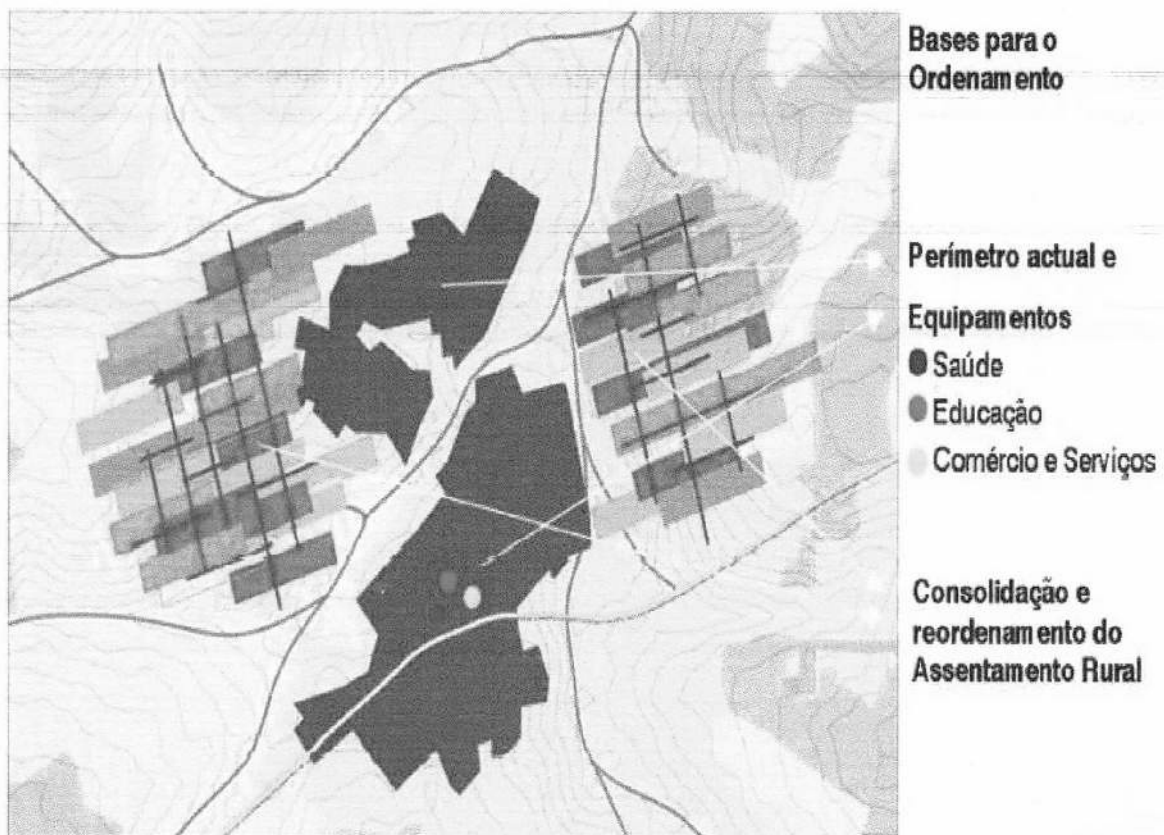 Bases para o
Ordenamento
Perímetro actual e
Equipamentos
Saúde
Educação
Comércio e Serviços
Consolidação e
reordenamento do
Assentamento Rural